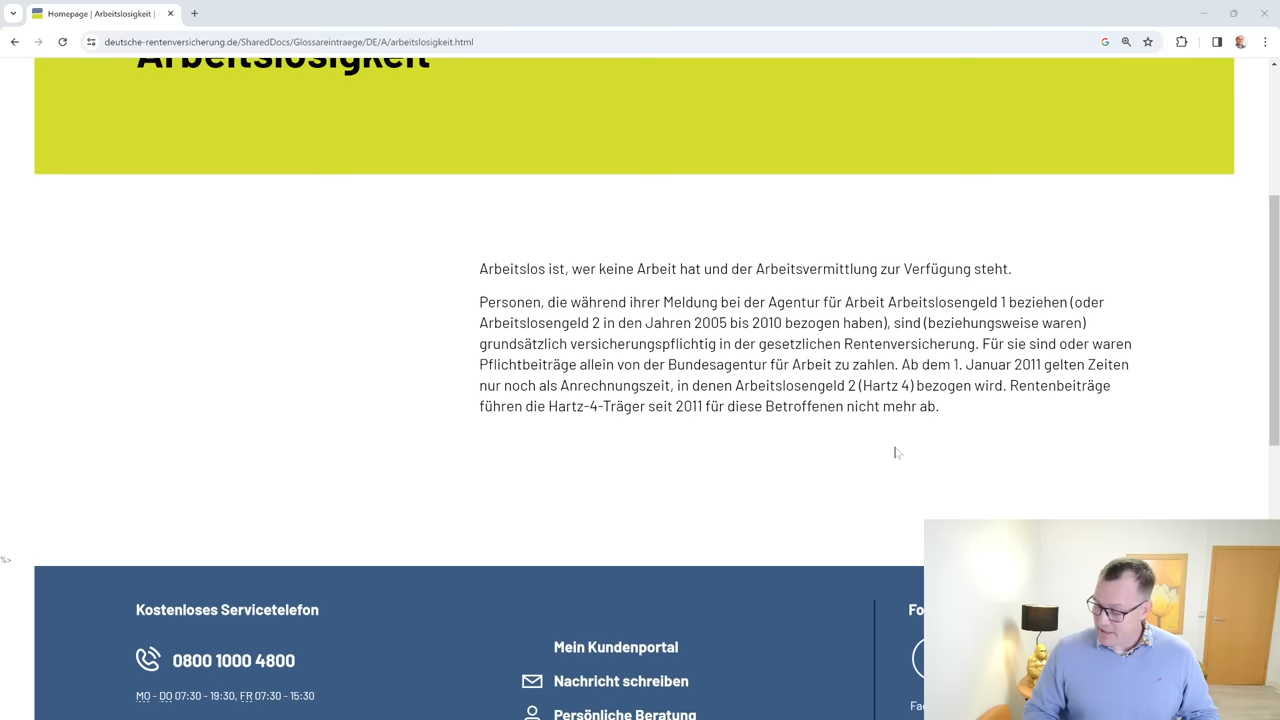 Homepage | Arbeitslosigkeit |
deutsche-rentenversicherung.de/SharedDocs/Glossareintraege/DE/A/arbeitslosigkeit.html
Arbeitslosigkeit
Arbeitslos ist, wer keine Arbeit hat und der Arbeitsvermittlung zur Verfügung steht.
Personen, die während ihrer Meldung bei der Agentur für Arbeit Arbeitslosengeld 1 beziehen (oder
Arbeitslosengeld 2 in den Jahren 2005 bis 2010 bezogen haben), sind (beziehungsweise waren)
grundsätzlich versicherungspflichtig in der gesetzlichen Rentenversicherung. Für sie sind oder waren
Pflichtbeiträge allein von der Bundesagentur für Arbeit zu zahlen. Ab dem 1. Januar 2011 gelten Zeiten
nur noch als Anrechnungszeit, in denen Arbeitslosengeld 2 (Hartz 4) bezogen wird. Rentenbeiträge
führen die Hartz-4-Träger seit 2011 für diese Betroffenen nicht mehr ab.
%>
Kostenloses Servicetelefon
0800 1000 4800
MO - DO 07:30 - 19:30, FR 07:30 - 15:30
Mein Kundenportal
Nachricht schreiben
Persönliche Beratung
Fo
Fac